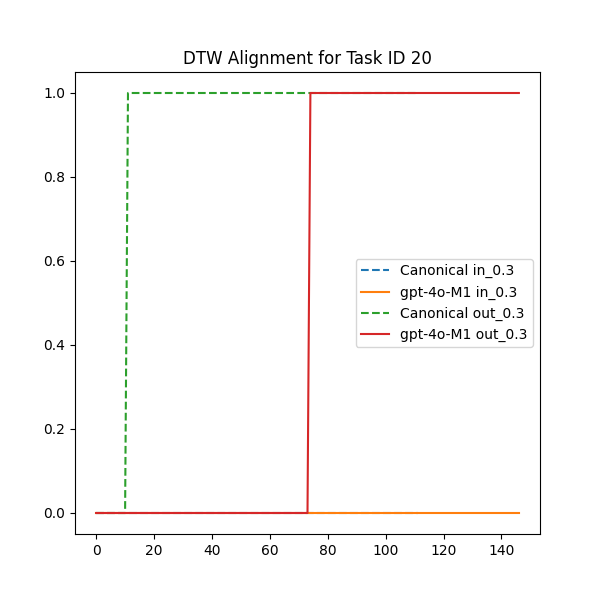 DTW Alignment for Task ID 20
1.0
0.8
0.6
0.4
0.2
0.0
Canonical in_0.3
gpt-4o-M1 in_0.3
Canonical out_0.3
gpt-4o-M1 out_0.3
0 20 40 60 80 100 120 140